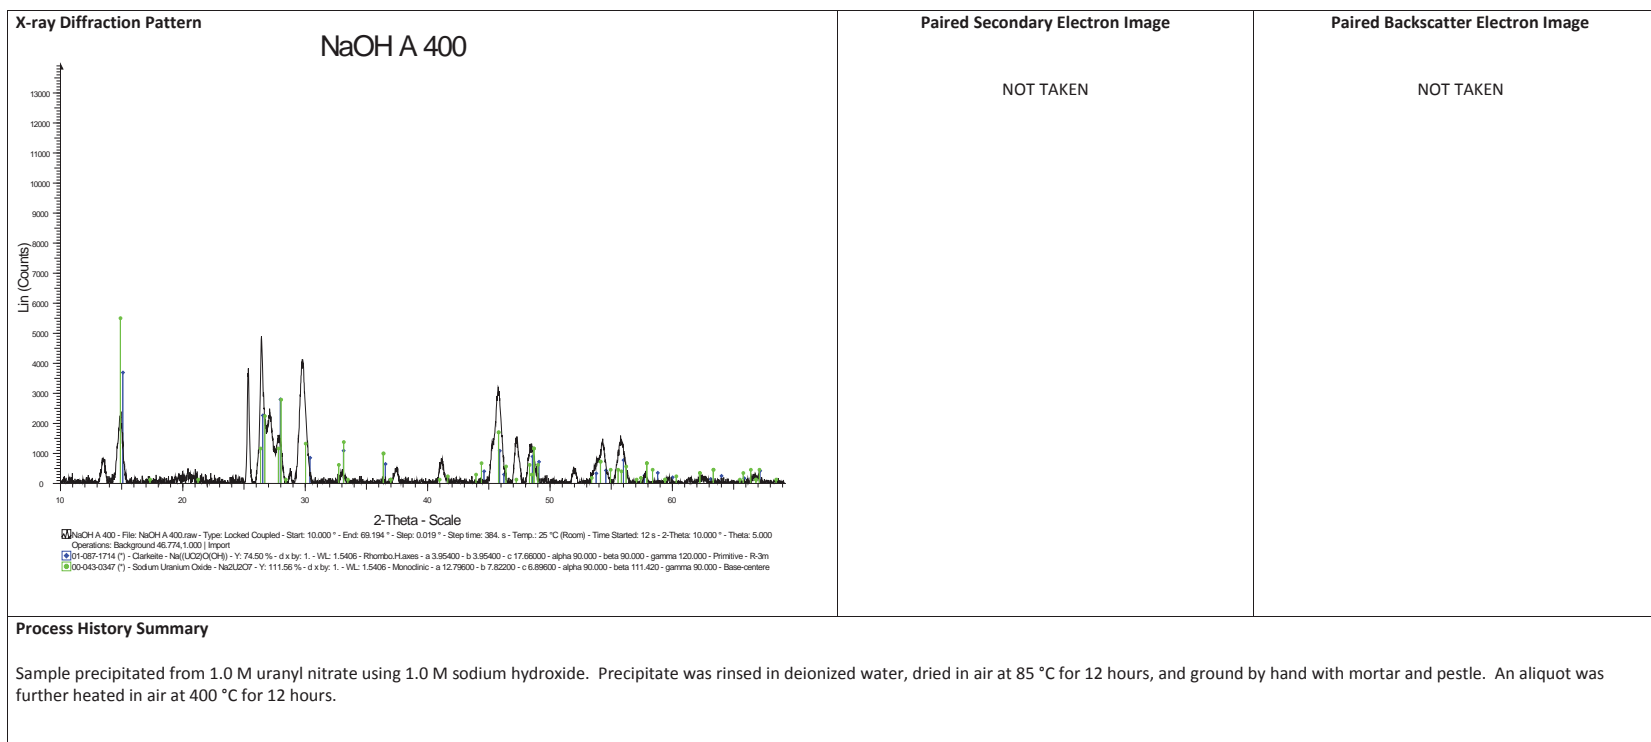 X-ray Diffraction Pattern
Paired Secondary Electron Image
Paired Backscatter Electron Image
NaOH A 400
NOT TAKEN
NOT TAKEN
Lin (Counts)
13000
12000
11000
10000
9000
8000
7000
6000
5000
4000
3000
2000
1000
0
10 20 30 40 50 60
2-Theta - Scale
NaOH A 400 - File: NaOH A 400.raw - Type: Locked Coupled - Start: 10.000 ° - End: 69.194 ° - Step: 0.019 ° - Step time: 384. s - Temp.: 25 °C (Room) - Time Started: 12 s - 2-Theta: 10.000 ° - Theta: 5.000
Operations: Background 46.774,1.000 | Import
01-087-1714 (*) - Clarkeite - Na((UO2)O(OH)) - Y: 74.50 % - d x by: 1. - WL: 1.5406 - Rhombo.H.axes - a 3.95400 - b 3.95400 - c 17.66000 - alpha 90.000 - beta 90.000 - gamma 120.000 - Primitive - R-3m
00-043-0347 (*) - Sodium Uranium Oxide - Na2U2O7 - Y: 111.56 % - d x by: 1. - WL: 1.5406 - Monoclinic - a 12.79600 - b 7.82200 - c 6.89600 - alpha 90.000 - beta 111.420 - gamma 90.000 - Base-centere
Process History Summary
Sample precipitated from 1.0 M uranyl nitrate using 1.0 M sodium hydroxide. Precipitate was rinsed in deionized water, dried in air at 85 °C for 12 hours, and ground by hand with mortar and pestle. An aliquot was
further heated in air at 400 °C for 12 hours.